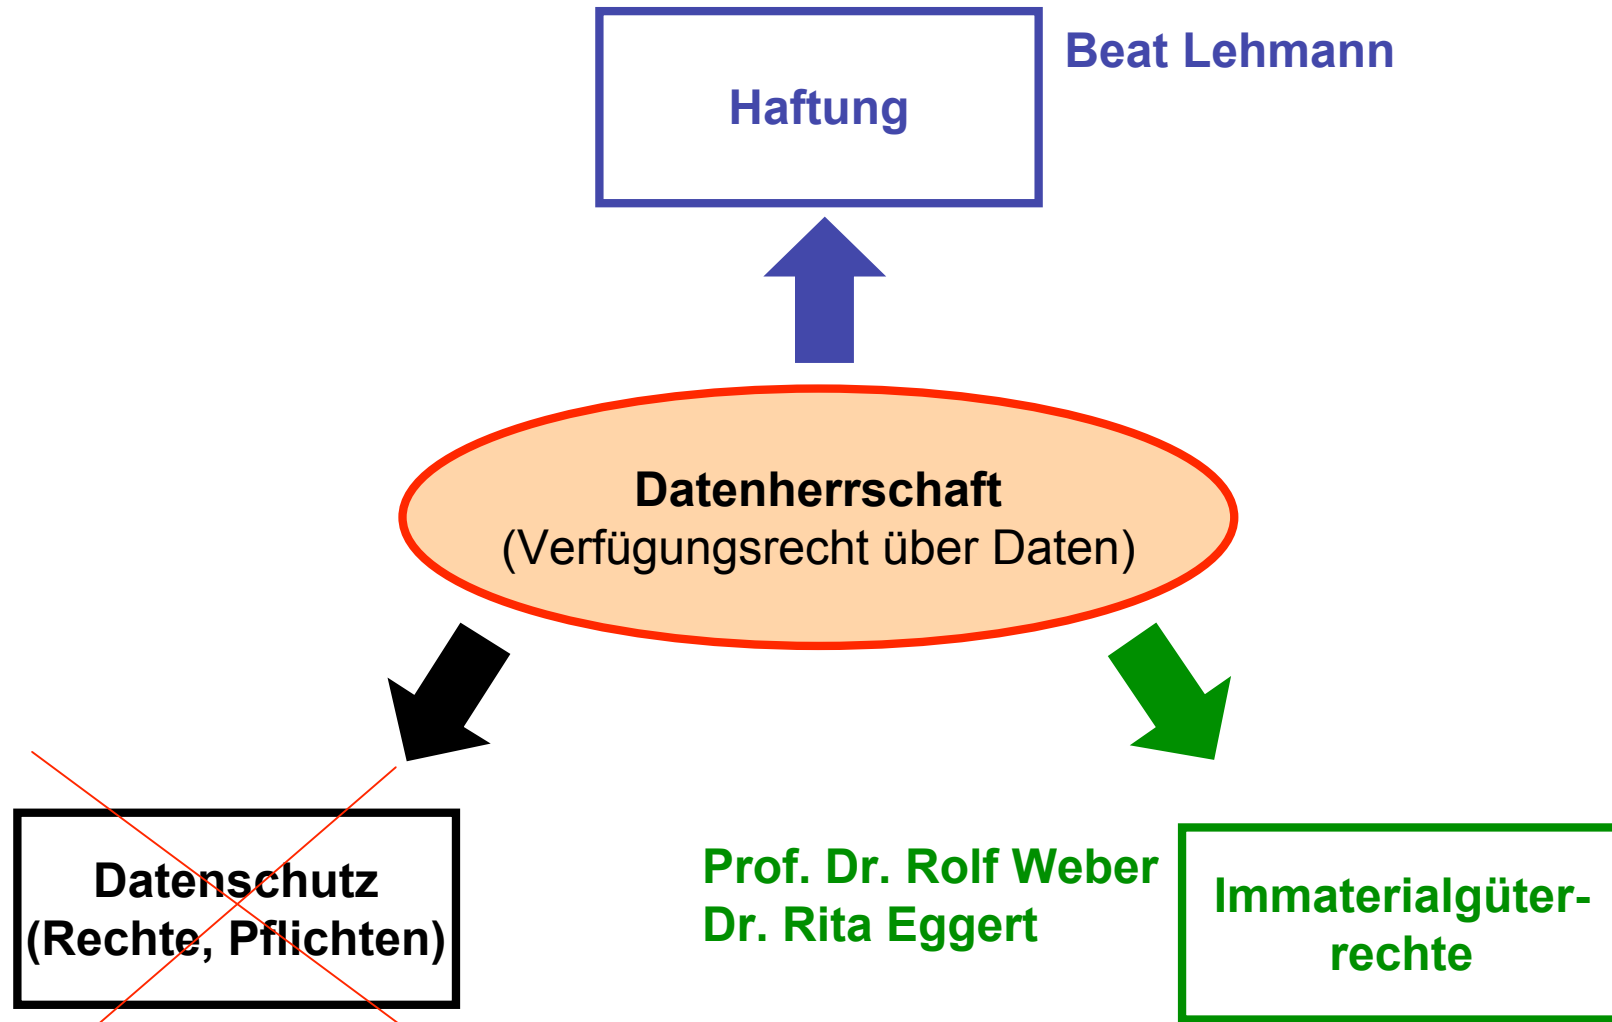 Beat Lehmann
Haftung
Datenherrschaft
(Verfügungsrecht über Daten)
Datenschutz
(Rechte, Pflichten)
Prof. Dr. Rolf Weber
Dr. Rita Eggert
Immaterialgüter-
rechte